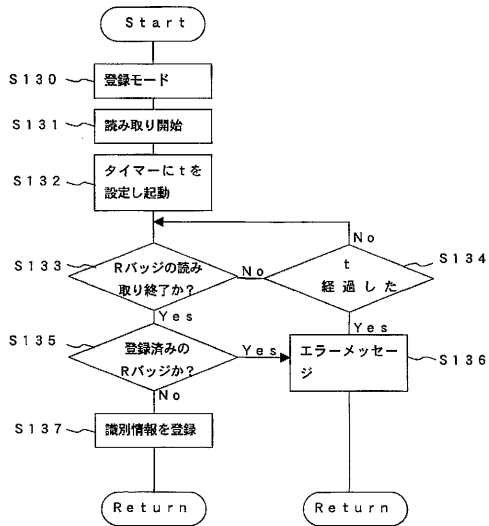 Start
S130
登録モード
S131
読み取り開始
S132
タイマーにtを
設定し起動
No
S133
Rバッジの読み
取り終了か?
No
t
経過した
S134
Yes
Yes
S135
登録済みの
Rバッジか?
Yes
エラーメッセー
ジ
S136
No
S137
識別情報を登録
Return
Return